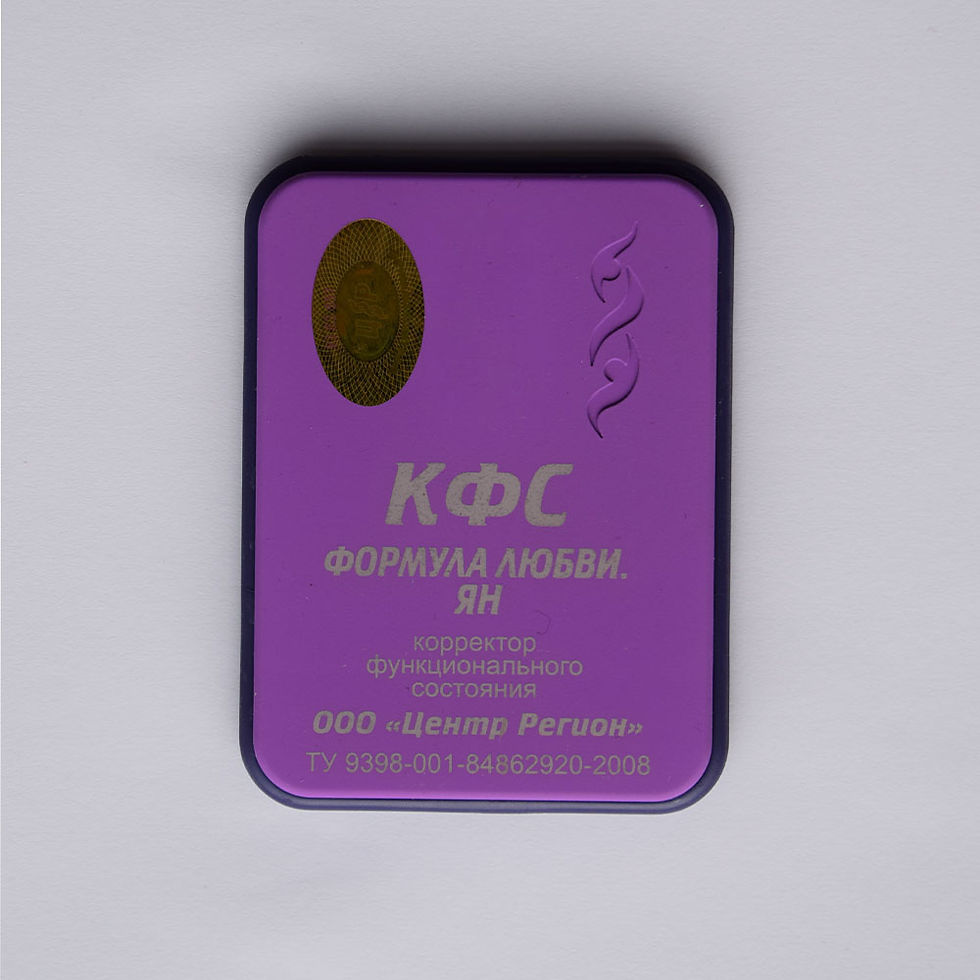 КФС
ФОРМУЛА ЛЮБВИ.
ЯН
корректор
функционального
состояния
ООО «Центр Регион»
ТУ 9398-001-84862920-2008